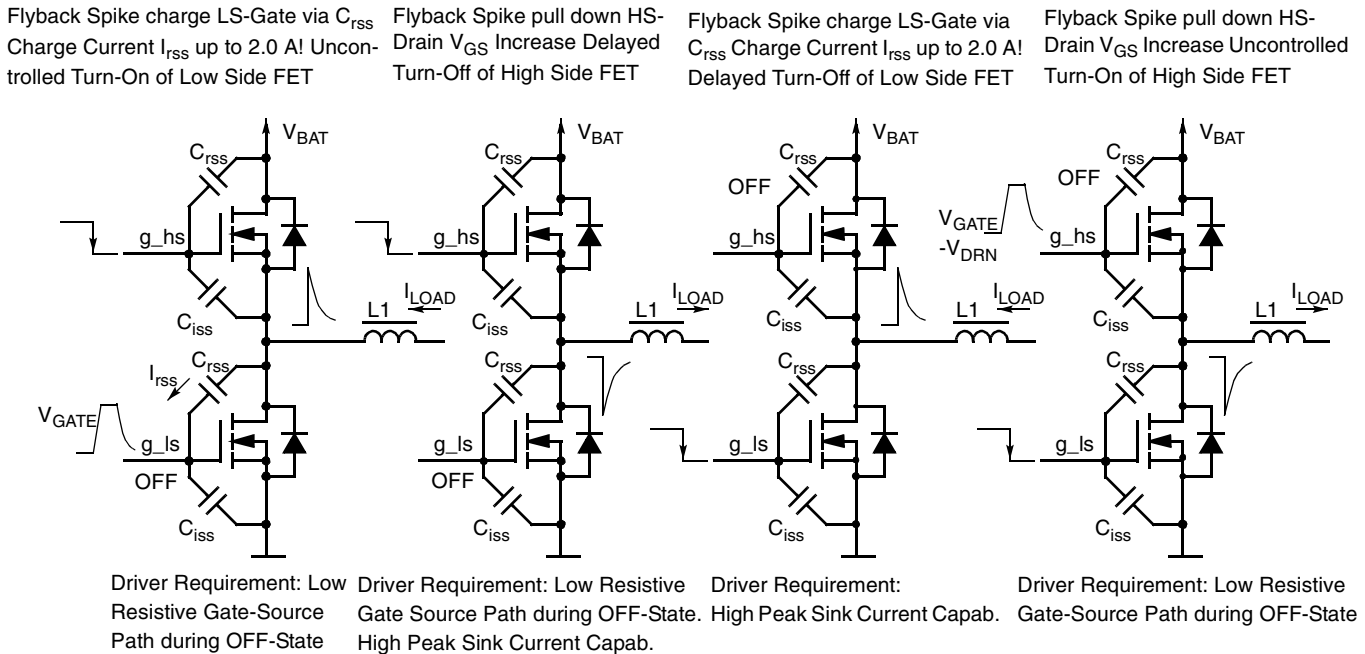 Flyback Spike charge LS-Gate via Crss
Charge Current Irss up to 2.0 A! Uncon-
trolled Turn-On of Low Side FET
Flyback Spike pull down HS-
Drain VGS Increase Delayed
Turn-Off of High Side FET
Flyback Spike charge LS-Gate via
Crss Charge Current Irss up to 2.0 A!
Delayed Turn-Off of Low Side FET
Flyback Spike pull down HS-
Drain VGS Increase Uncontrolled
Turn-On of High Side FET
VBAT
Crss
g_hs
Ciss
L1
ILOAD
Crss
Irss
VGATE
g_ls
OFF
Ciss
Driver Requirement: Low
Resistive Gate-Source
Path during OFF-State
VBAT
Crss
g_hs
Ciss
L1
ILOAD
Crss
g_ls
OFF
Ciss
Driver Requirement: Low Resistive
Gate Source Path during OFF-State.
High Peak Sink Current Capab.
VBAT
Crss
OFF
g_hs
Ciss
L1
ILOAD
Crss
g_ls
Ciss
Driver Requirement:
High Peak Sink Current Capab.
VBAT
Crss
OFF
VGATE
-VDRN
g_hs
Ciss
L1
ILOAD
Crss
g_ls
Ciss
Driver Requirement: Low Resistive
Gate-Source Path during OFF-State